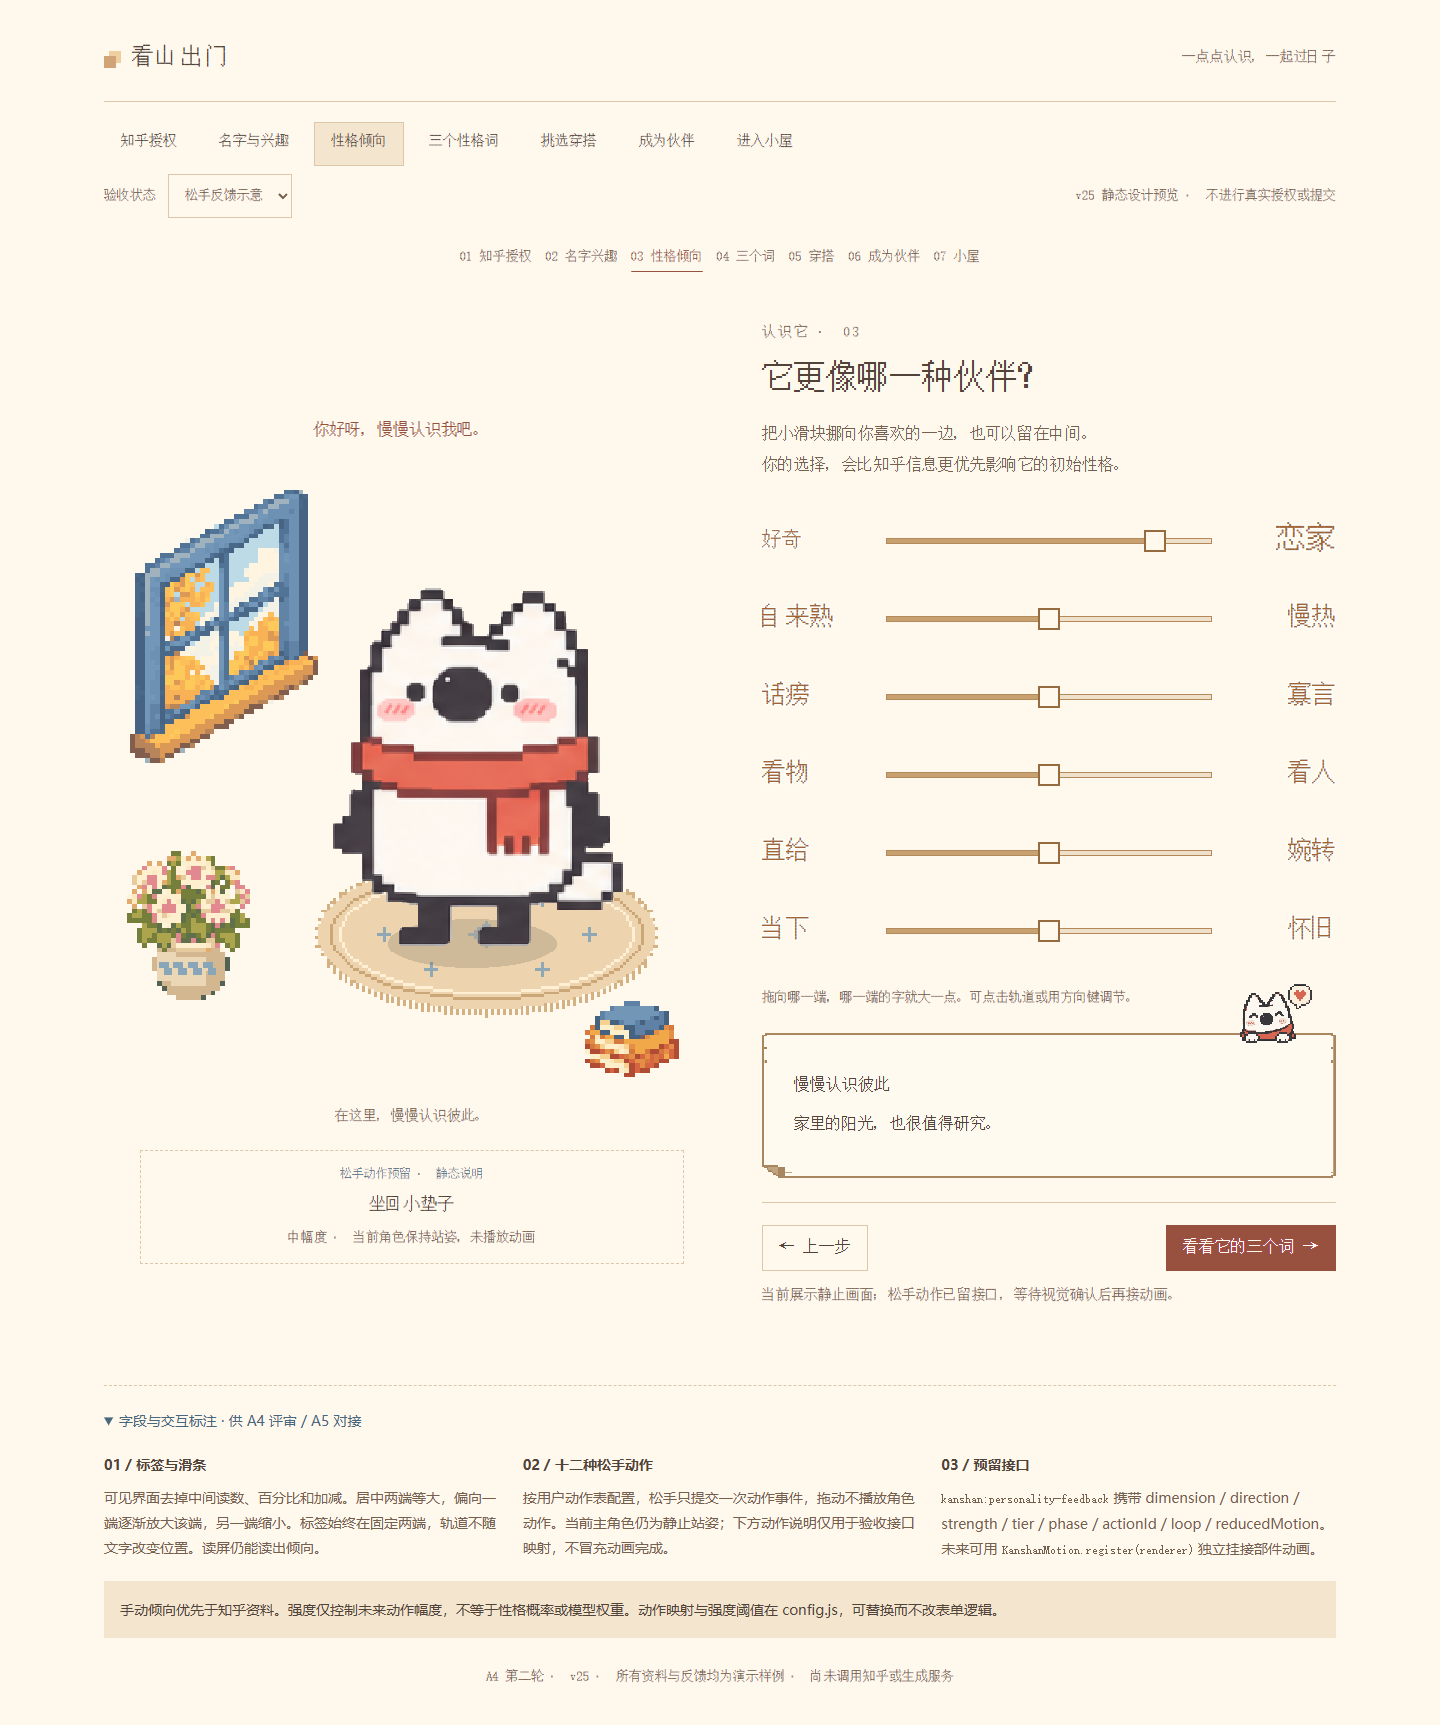 看山出门
一点点认识，一起过日子
知乎授权
名字与兴趣
性格倾向
三个性格词
挑选穿搭
成为伙伴
进入小屋
验收状态
松手反馈示意
v25 静态设计预览 · 不进行真实授权或提交
01 知乎授权
02 名字兴趣
03 性格倾向
04 三个词
05 穿搭
06 成为伙伴
07 小屋
你好呀，慢慢认识我吧。
在这里，慢慢认识彼此。
松手动作预留 · 静态说明
坐回小垫子
中幅度 · 当前角色保持站姿，未播放动画
认识它 · 03
它更像哪一种伙伴？
把小滑块挪向你喜欢的一边，也可以留在中间。
你的选择，会比知乎信息更优先影响它的初始性格。
好奇
恋家
自来熟
慢热
话痨
寡言
看物
看人
直给
婉转
当下
怀旧
拖向哪一端，哪一端的字就大一点。可点击轨道或用方向键调节。
慢慢认识彼此
家里的阳光，也很值得研究。
← 上一步
看看它的三个词 →
当前展示静止画面；松手动作已留接口，等待视觉确认后再接动画。
▼ 字段与交互标注 · 供 A4 评审 / A5 对接
01 / 标签与滑条
可见界面去掉中间读数、百分比和加减。居中两端等大，偏向一
端逐渐放大该端，另一端缩小。标签始终在固定两端，轨道不随
文字改变位置。读屏仍能读出倾向。
02 / 十二种松手动作
按用户动作表配置，松手只提交一次动作事件，拖动不播放角色
动作。当前主角色仍为静止站姿；下方动作说明仅用于验收接口
映射，不冒充动画完成。
03 / 预留接口
kanshan:personality-feedback 携带 dimension / direction /
strength / tier / phase / actionId / loop / reducedMotion。
未来可用 KanshanMotion.register(renderer) 独立挂接部件动画。
手动倾向优先于知乎资料。强度仅控制未来动作幅度，不等于性格概率或模型权重。动作映射与强度阈值在 config.js，可替换而不改表单逻辑。
A4 第二轮 · v25 · 所有资料与反馈均为演示样例 · 尚未调用知乎或生成服务